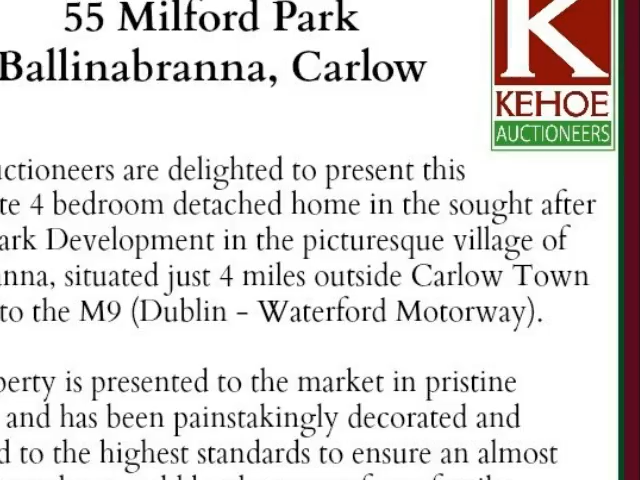 55 Milford Park
Ballinabranna, Carlow
K
KEHOE
AUCTIONEERS
uctioneers are delighted to present this
te 4 bedroom detached home in the sought after
ark Development in the picturesque village of
nna, situated just 4 miles outside Carlow Town
to the M9 (Dublin - Waterford Motorway).
perty is presented to the market in pristine
and has been painstakingly decorated and
d to the highest standards to ensure an almost